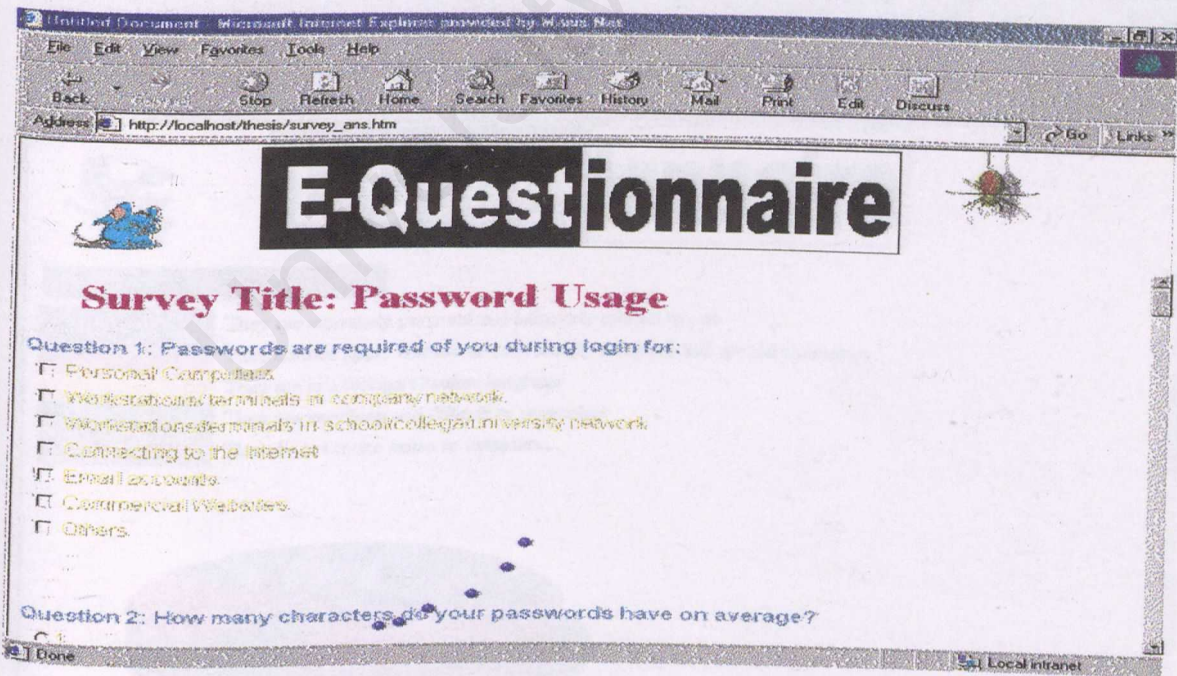 Untitled Document - Microsoft Internet Explorer provided by
File Edit View Favorites Tools Help
Back Stop Refresh Home Search Favorites History Mail Print Edit Discuss
Address http://localhost/thesis/survey_ans.htm Go Links »
E-Questionnaire
Survey Title: Password Usage
Question 1: Passwords are required of you during login for:
Personal Computers.
Workstations/terminals in company network.
Workstations/terminals in school/college/university network.
Connecting to the Internet
Email accounts.
Commercial Websites.
Others.
Question 2: How many characters do your passwords have on average?
Done Local intranet